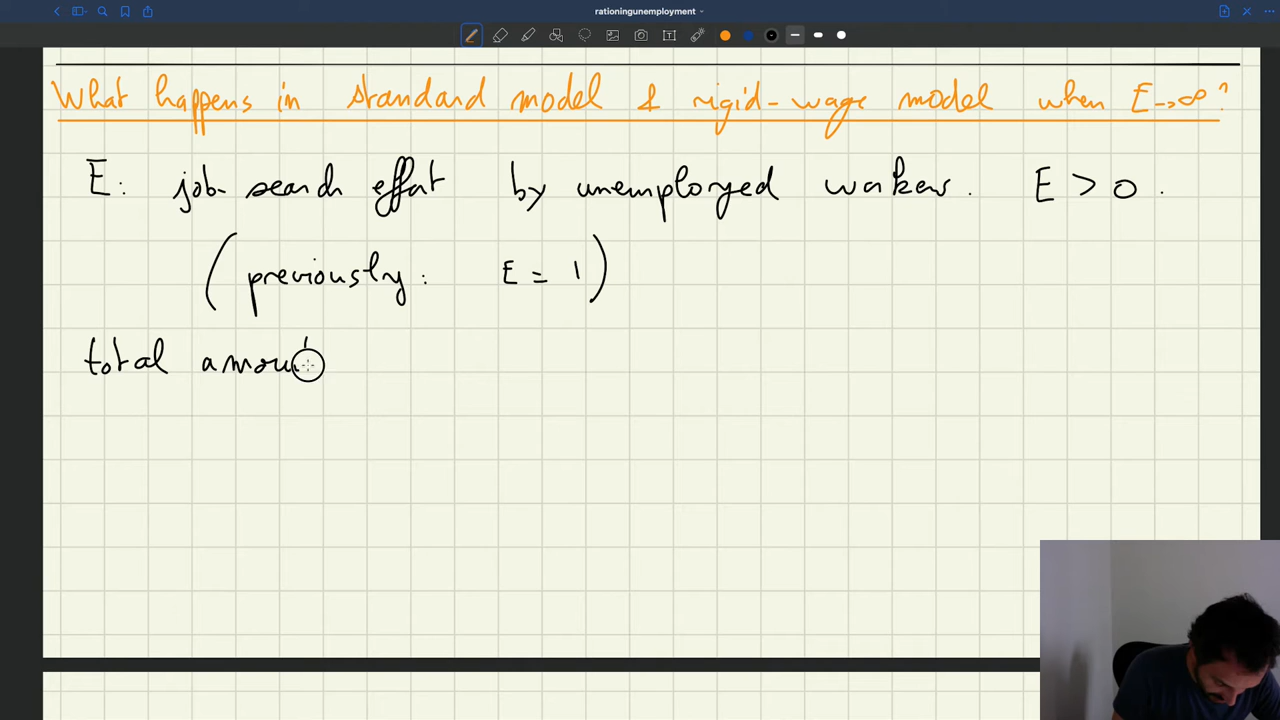 rationingunemployment
What happens in standard model & rigid-wage model when E→∞?
E: job-search effort by unemployed workers. E > 0.
(previously: E = 1)
total amount